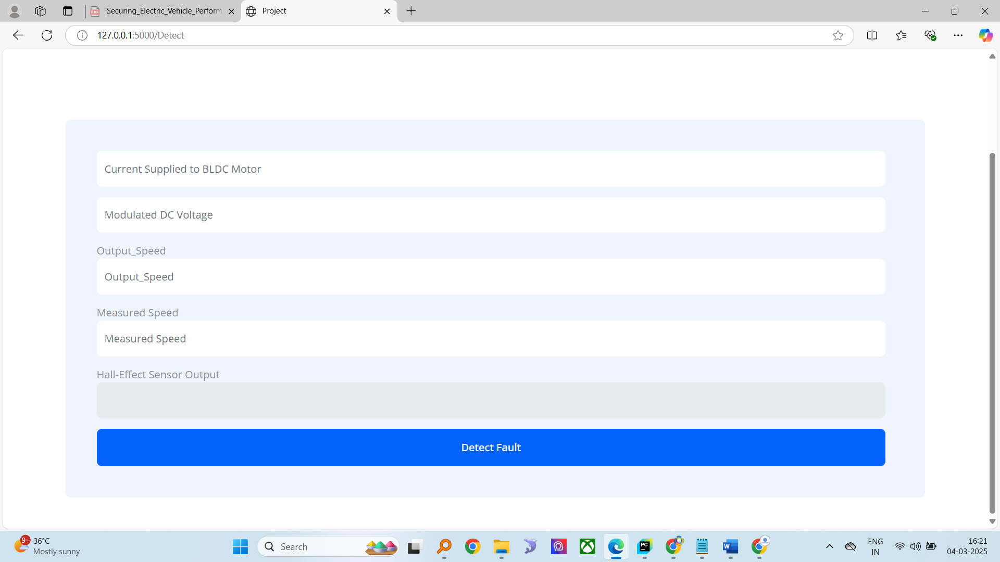 Securing_Electric_Vehicle_Perform
Project
127.0.0.1:5000/Detect
Current Supplied to BLDC Motor
Modulated DC Voltage
Output_Speed
Output_Speed
Measured Speed
Measured Speed
Hall-Effect Sensor Output
Detect Fault
9+
36°C
Mostly sunny
Search
PC
W
ENG
IN
16:21
04-03-2025